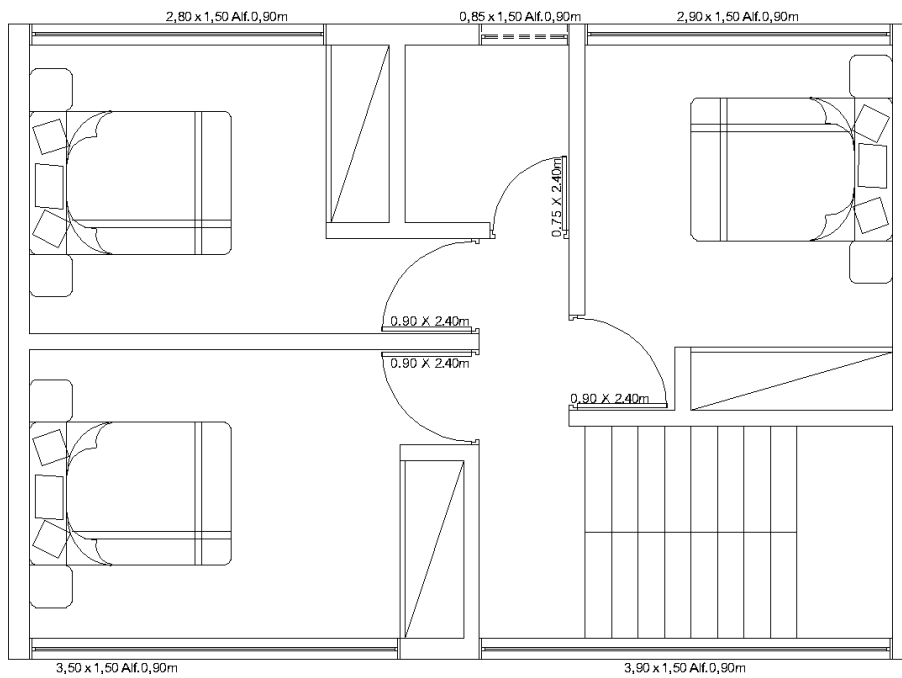 2,80 x 1,50 Alf.0,90m
0,85 x 1,50 Alf.0,90m
2,90 x 1,50 Alf.0,90m
0,75 X 2.40m
0.90 X 2.40m
0.90 X 2.40m
0,90 X 2.40m
3,50 x 1,50 Alf.0,90m
3,90 x 1,50 Alf.0,90m